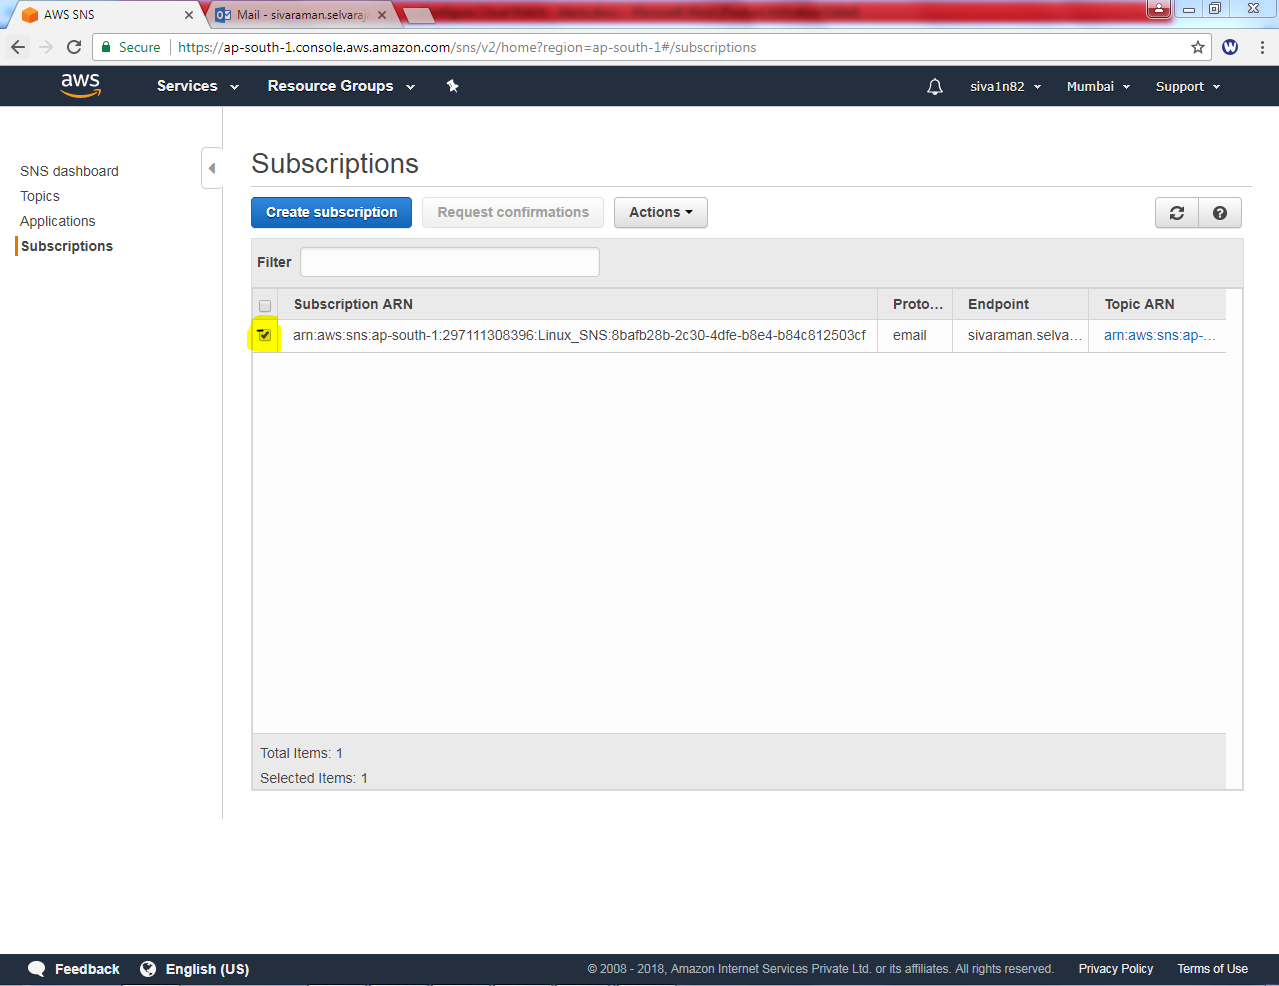 AWS SNS
Mail - sivaraman.selvaraj
Secure https://ap-south-1.console.aws.amazon.com/sns/v2/home?region=ap-south-1#/subscriptions
aws Services Resource Groups siva1n82 Mumbai Support
SNS dashboard
Topics
Applications
Subscriptions
Subscriptions
Create subscription Request confirmations Actions
Filter
Subscription ARN Proto... Endpoint Topic ARN
arn:aws:sns:ap-south-1:297111308396:Linux_SNS:8bafb28b-2c30-4dfe-b8e4-b84c812503cf email sivaraman.selva... arn:aws:sns:ap-...
Total Items: 1
Selected Items: 1
Feedback English (US) © 2008 - 2018, Amazon Internet Services Private Ltd. or its affiliates. All rights reserved. Privacy Policy Terms of Use